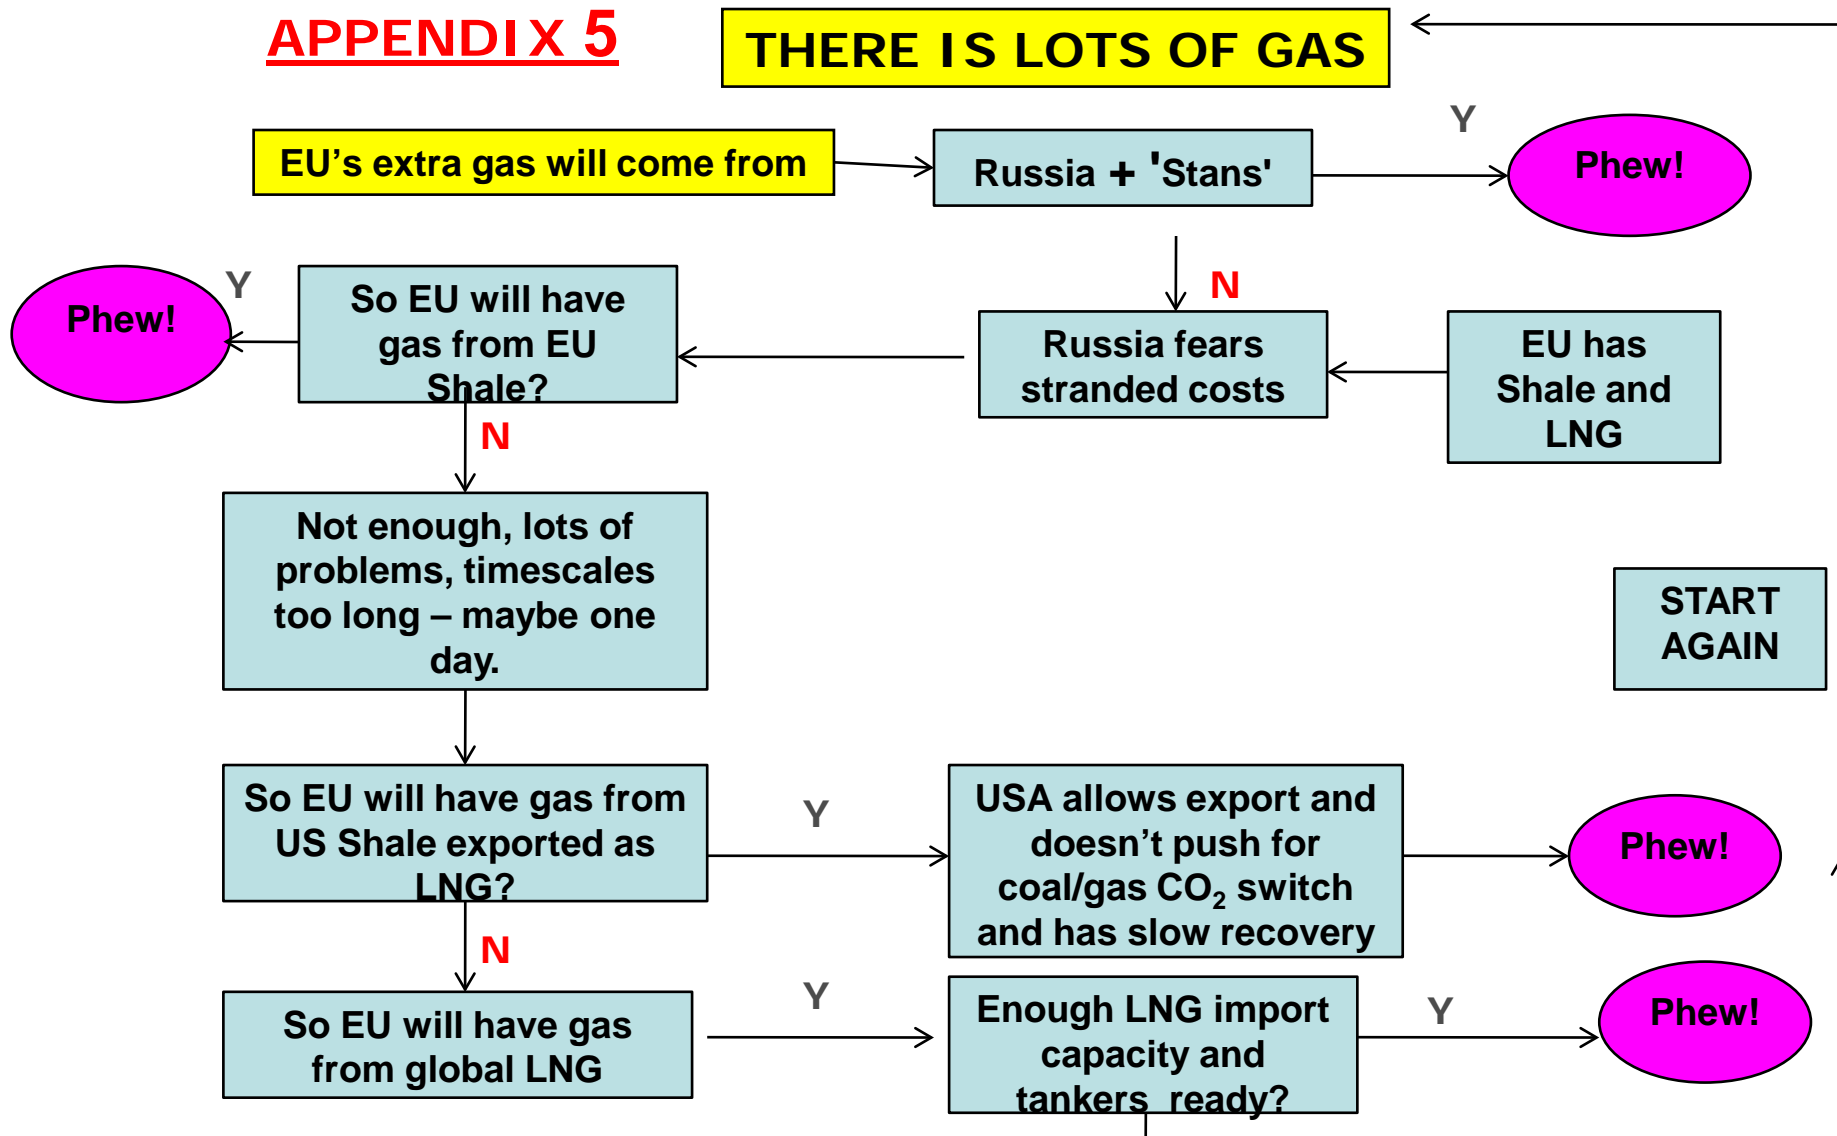 APPENDIX 5
THERE IS LOTS OF GAS
EU’s extra gas will come from
Russia + 'Stans'
Y
Phew!
Phew!
Y
So EU will have
gas from EU
Shale?
N
Russia fears
stranded costs
EU has
Shale and
LNG
N
Not enough, lots of
problems, timescales
too long – maybe one
day.
START
AGAIN
So EU will have gas from
US Shale exported as
LNG?
Y
USA allows export and
doesn’t push for
coal/gas CO₂ switch
and has slow recovery
Phew!
N
So EU will have gas
from global LNG
Y
Enough LNG import
capacity and
tankers ready?
Y
Phew!